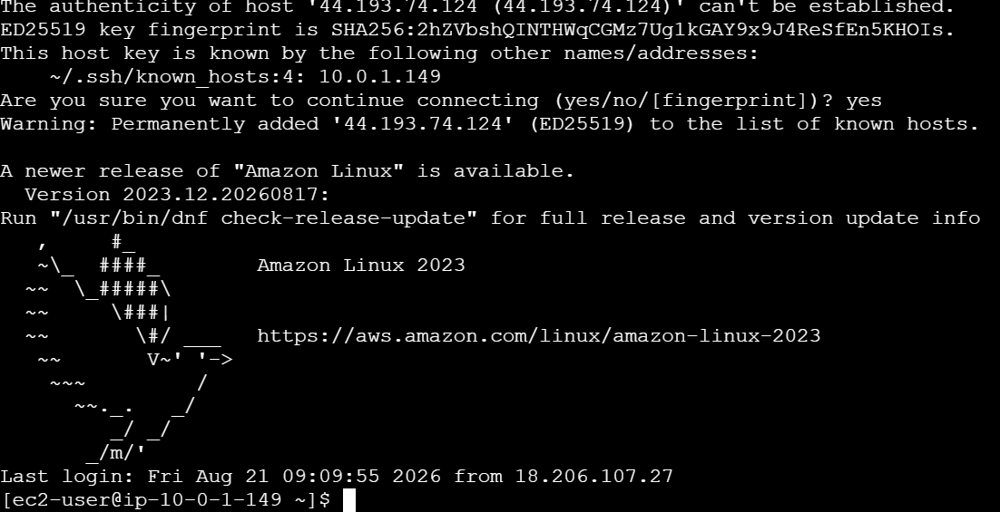 The authenticity of host '44.193.74.124 (44.193.74.124)' can't be established.
ED25519 key fingerprint is SHA256:2hZVbshQINTHWqCGMz7Ug1kGAY9x9J4ReSfEn5KHOIs.
This host key is known by the following other names/addresses:
    ~/.ssh/known_hosts:4: 10.0.1.149
Are you sure you want to continue connecting (yes/no/[fingerprint])? yes
Warning: Permanently added '44.193.74.124' (ED25519) to the list of known hosts.

A newer release of "Amazon Linux" is available.
  Version 2023.12.20260817:
Run "/usr/bin/dnf check-release-update" for full release and version update info
   ,     #_
   ~\_  ####_        Amazon Linux 2023
  ~~  \_#####\
  ~~     \###|
  ~~       \#/ ___   https://aws.amazon.com/linux/amazon-linux-2023
   ~~       V~' '->
    ~~~         /
      ~~._.   _/
         _/ _/
       _/m/'
Last login: Fri Aug 21 09:09:55 2026 from 18.206.107.27
[ec2-user@ip-10-0-1-149 ~]$